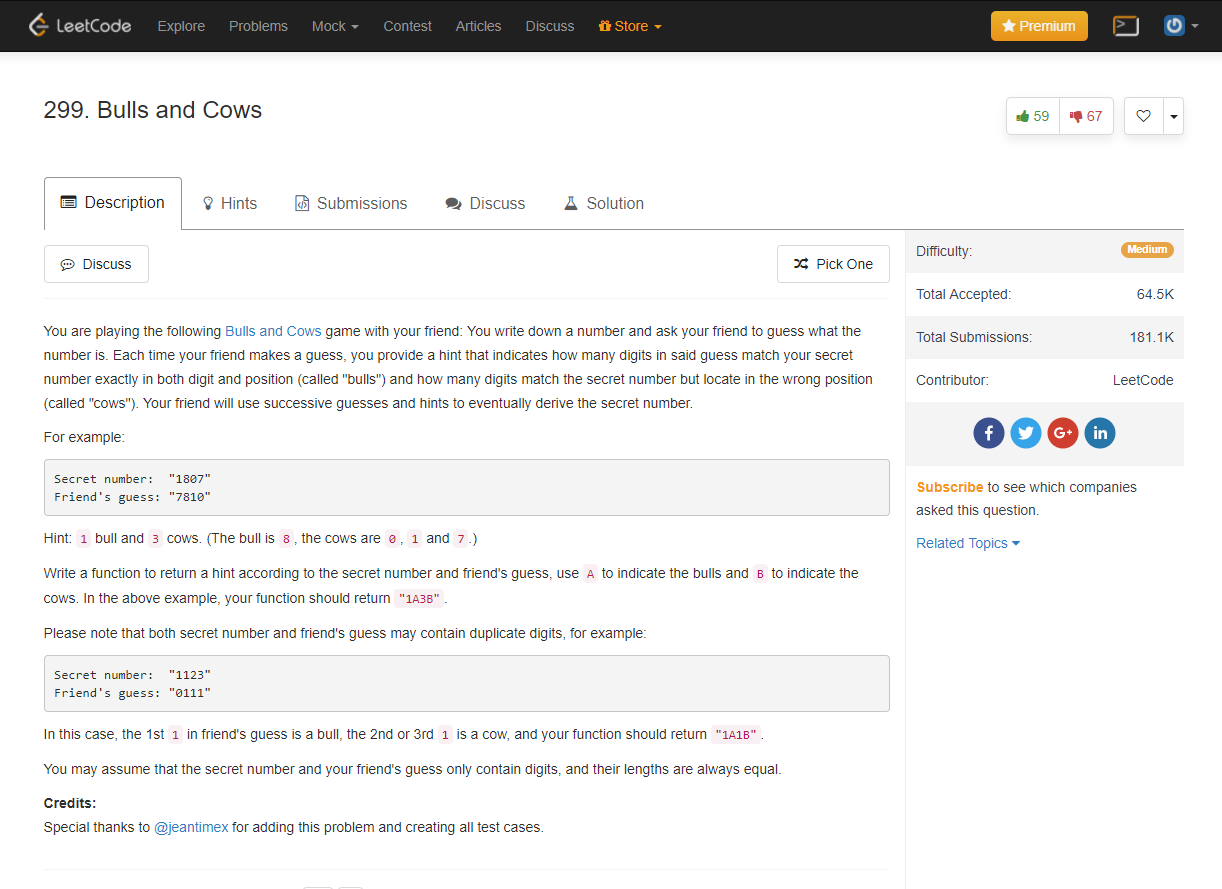 LeetCode Explore Problems Mock Contest Articles Discuss Store Premium
299. Bulls and Cows
59 67
Description Hints Submissions Discuss Solution
Discuss Pick One
You are playing the following Bulls and Cows game with your friend: You write down a number and ask your friend to guess what the
number is. Each time your friend makes a guess, you provide a hint that indicates how many digits in said guess match your secret
number exactly in both digit and position (called "bulls") and how many digits match the secret number but locate in the wrong position
(called "cows"). Your friend will use successive guesses and hints to eventually derive the secret number.
For example:
Secret number:  "1807"
Friend's guess: "7810"
Hint: 1 bull and 3 cows. (The bull is 8, the cows are 0, 1 and 7.)
Write a function to return a hint according to the secret number and friend's guess, use A to indicate the bulls and B to indicate the
cows. In the above example, your function should return "1A3B".
Please note that both secret number and friend's guess may contain duplicate digits, for example:
Secret number:  "1123"
Friend's guess: "0111"
In this case, the 1st 1 in friend's guess is a bull, the 2nd or 3rd 1 is a cow, and your function should return "1A1B".
You may assume that the secret number and your friend's guess only contain digits, and their lengths are always equal.
Credits:
Special thanks to @jeantimex for adding this problem and creating all test cases.
Difficulty: Medium
Total Accepted: 64.5K
Total Submissions: 181.1K
Contributor: LeetCode
f G+ in
Subscribe to see which companies
asked this question.
Related Topics